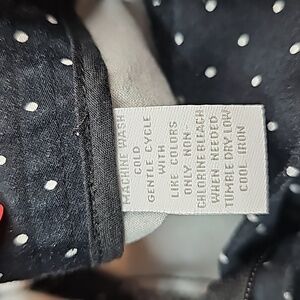 MACHINE WASH
COLD
GENTLE CYCLE
WITH
LIKE COLORS
ONLY NON-
CHLORINE BLEACH
WHEN NEEDED
TUMBLE DRY LOW
COOL IRON